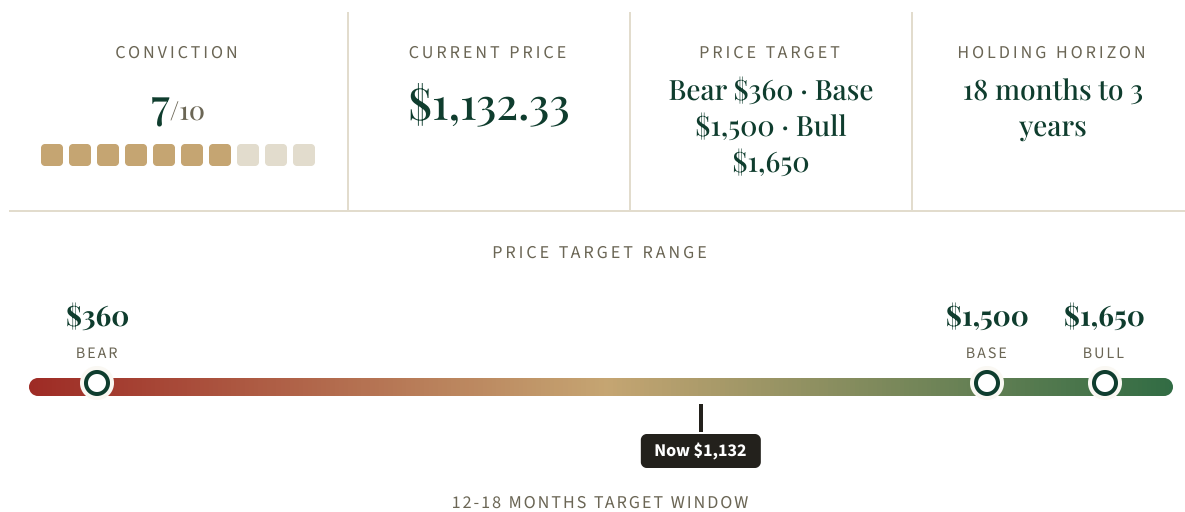 CONVICTION
7/10
CURRENT PRICE
$1,132.33
PRICE TARGET
Bear $360 · Base
$1,500 · Bull
$1,650
HOLDING HORIZON
18 months to 3
years
PRICE TARGET RANGE
$360
BEAR
$1,500
BASE
$1,650
BULL
Now $1,132
12-18 MONTHS TARGET WINDOW